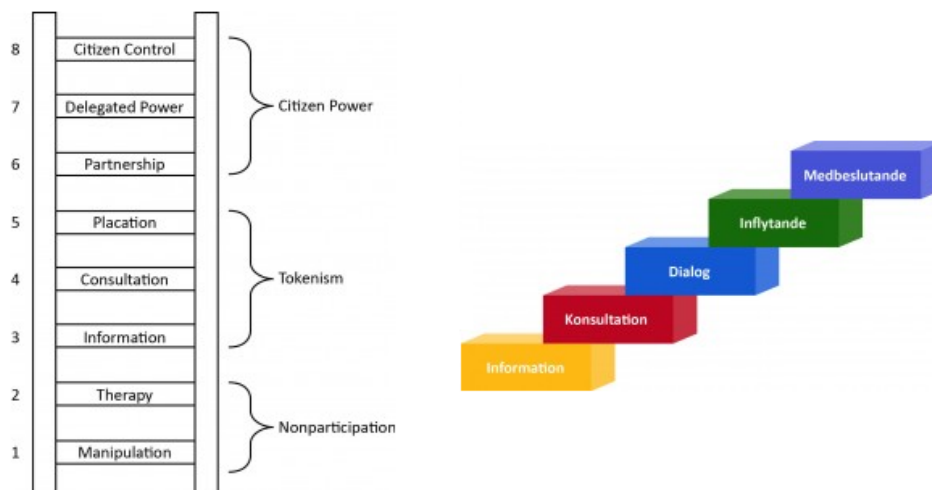 8 Citizen Control
7 Delegated Power
Citizen Power
6 Partnership
5 Placation
4 Consultation
Tokenism
3 Information
2 Therapy
Nonparticipation
1 Manipulation
Medbeslutande
Inflytande
Dialog
Konsultation
Information